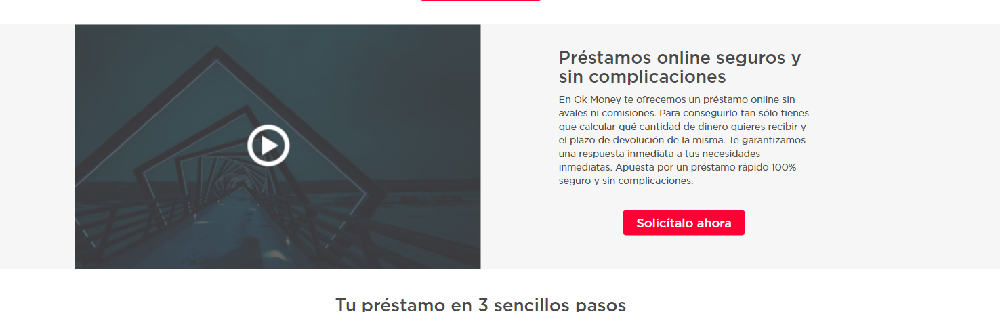 Préstamos online seguros y
sin complicaciones
En Ok Money te ofrecemos un préstamo online sin
avales ni comisiones. Para conseguirlo tan sólo tienes
que calcular qué cantidad de dinero quieres recibir y
el plazo de devolución de la misma. Te garantizamos
una respuesta inmediata a tus necesidades
inmediatas. Apuesta por un préstamo rápido 100%
seguro y sin complicaciones.
Solicítalo ahora
Tu préstamo en 3 sencillos pasos